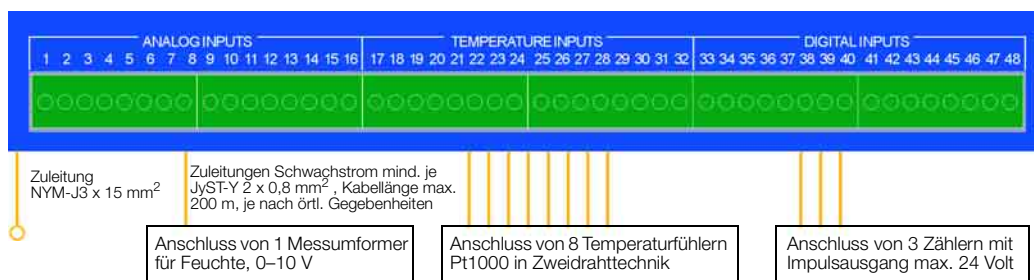 ANALOG INPUTS TEMPERATURE INPUTS DIGITAL INPUTS
1 2 3 4 5 6 7 8 9 10 11 12 13 14 15 16 17 18 19 20 21 22 23 24 25 26 27 28 29 30 31 32 33 34 35 36 37 38 39 40 41 42 43 44 45 46 47 48
Zuleitung
NYM-J3 x 15 mm²
Zuleitungen Schwachstrom mind. je
JyST-Y 2 x 0,8 mm² , Kabellänge max.
200 m, je nach örtl. Gegebenheiten
Anschluss von 1 Messumformer
für Feuchte, 0–10 V
Anschluss von 8 Temperaturfühlern
Pt1000 in Zweidrahttechnik
Anschluss von 3 Zählern mit
Impulsausgang max. 24 Volt